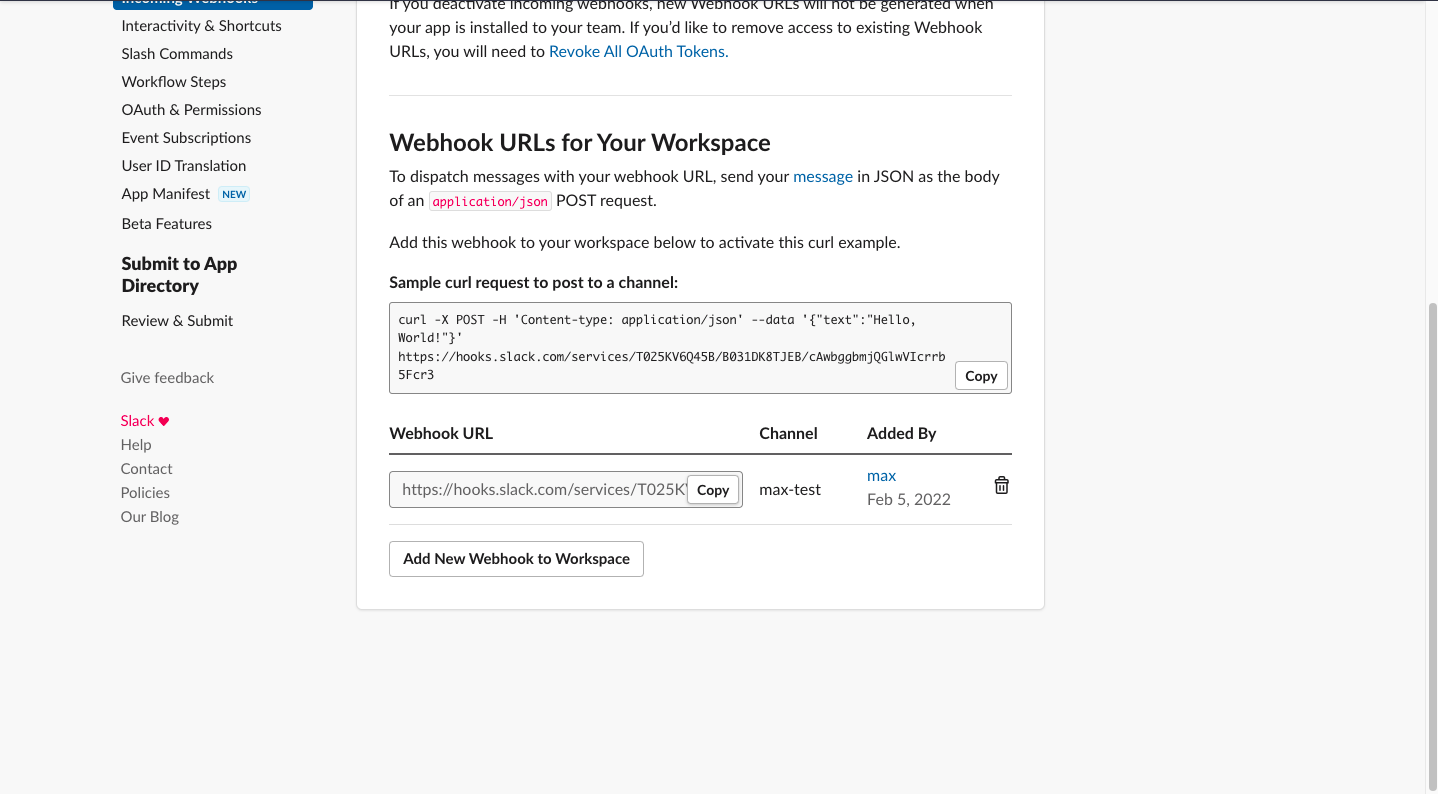 Incoming Webhooks
Interactivity & Shortcuts
Slash Commands
Workflow Steps
OAuth & Permissions
Event Subscriptions
User ID Translation
App Manifest NEW
Beta Features
Submit to App
Directory
Review & Submit
Give feedback
Slack ♥
Help
Contact
Policies
Our Blog
If you deactivate incoming webhooks, new Webhook URLs will not be generated when
your app is installed to your team. If you’d like to remove access to existing Webhook
URLs, you will need to Revoke All OAuth Tokens.
Webhook URLs for Your Workspace
To dispatch messages with your webhook URL, send your message in JSON as the body
of an application/json POST request.
Add this webhook to your workspace below to activate this curl example.
Sample curl request to post to a channel:
curl -X POST -H 'Content-type: application/json' --data '{"text":"Hello,
World!"}'
https://hooks.slack.com/services/T025KV6Q45B/B031DK8TJEB/cAwbggbmjQGlwVIcrrb
5Fcr3
Copy
Webhook URL Channel Added By
https://hooks.slack.com/services/T025KV Copy max-test max
Feb 5, 2022
Add New Webhook to Workspace